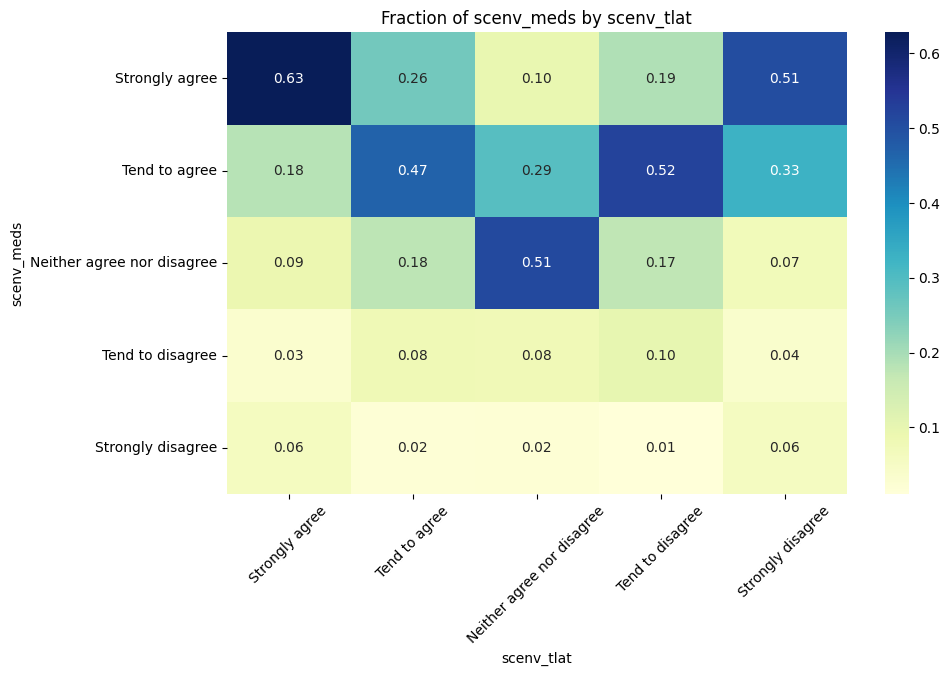 Fraction of scenv_meds by scenv_tlat
scenv_meds
Strongly agree 0.63 0.26 0.10 0.19 0.51
Tend to agree 0.18 0.47 0.29 0.52 0.33
Neither agree nor disagree 0.09 0.18 0.51 0.17 0.07
Tend to disagree 0.03 0.08 0.08 0.10 0.04
Strongly disagree 0.06 0.02 0.02 0.01 0.06
Strongly agree
Tend to agree
Neither agree nor disagree
Tend to disagree
Strongly disagree
scenv_tlat
0.6
0.5
0.4
0.3
0.2
0.1